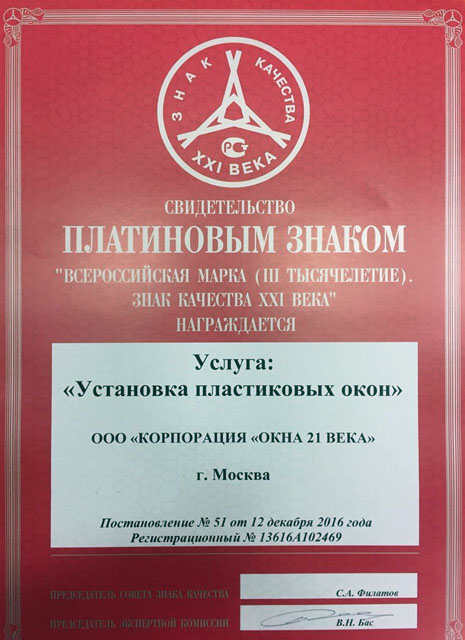 ЗНАК КАЧЕСТВА
РСТ
XXI ВЕКА
СВИДЕТЕЛЬСТВО
ПЛАТИНОВЫМ ЗНАКОМ
"ВСЕРОССИЙСКАЯ МАРКА (III ТЫСЯЧЕЛЕТИЕ).
ЗНАК КАЧЕСТВА XXI ВЕКА"
НАГРАЖДАЕТСЯ
Услуга:
«Установка пластиковых окон»
ООО «КОРПОРАЦИЯ «ОКНА 21 ВЕКА»
г. Москва
Постановление № 51 от 12 декабря 2016 года
Регистрационный № 13616А102469
ПРЕДСЕДАТЕЛЬ СОВЕТА ЗНАКА КАЧЕСТВА
С.А. Филатов
ПРЕДСЕДАТЕЛЬ ЭКСПЕРТНОЙ КОМИССИИ
В.Н. Бас